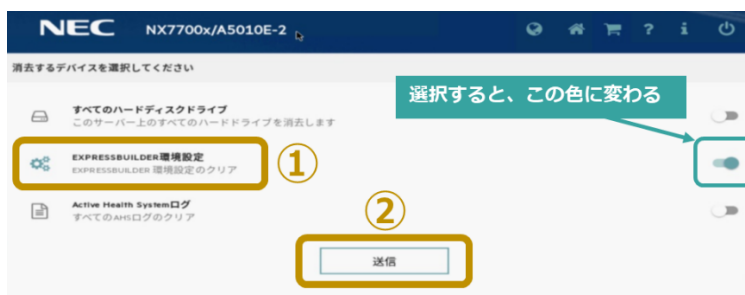 NEC NX7700x/A5010E-2 ? i
消去するデバイスを選択してください
選択すると、この色に変わる
すべてのハードディスクドライブ
このサーバー上のすべてのハードドライブを消去します
EXPRESSBUILDER環境設定
EXPRESSBUILDER 環境設定のクリア
①
Active Health Systemログ
すべてのAHSログのクリア
②
送信